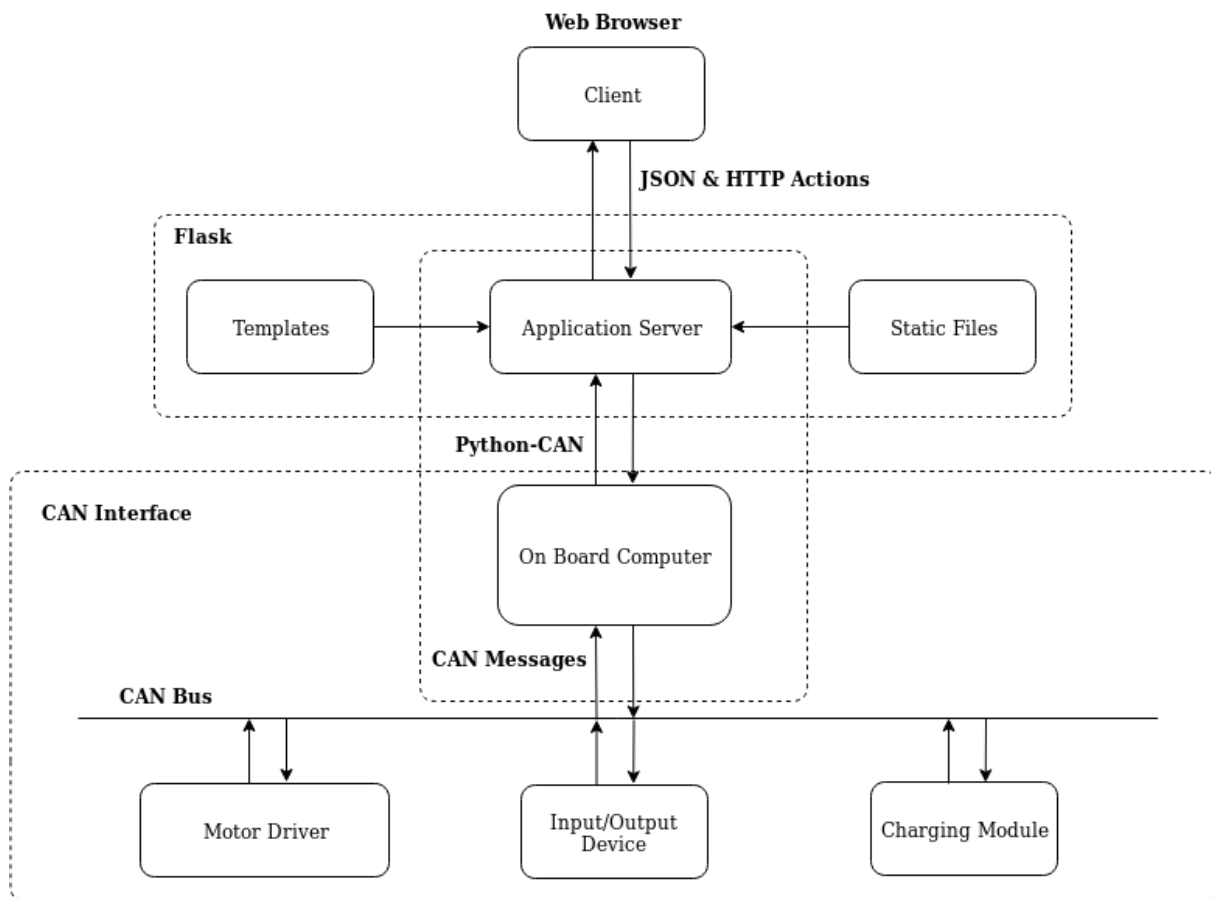 Web Browser
Client
JSON & HTTP Actions
Flask
Templates
Application Server
Static Files
Python-CAN
CAN Interface
On Board Computer
CAN Messages
CAN Bus
Motor Driver
Input/Output
Device
Charging Module